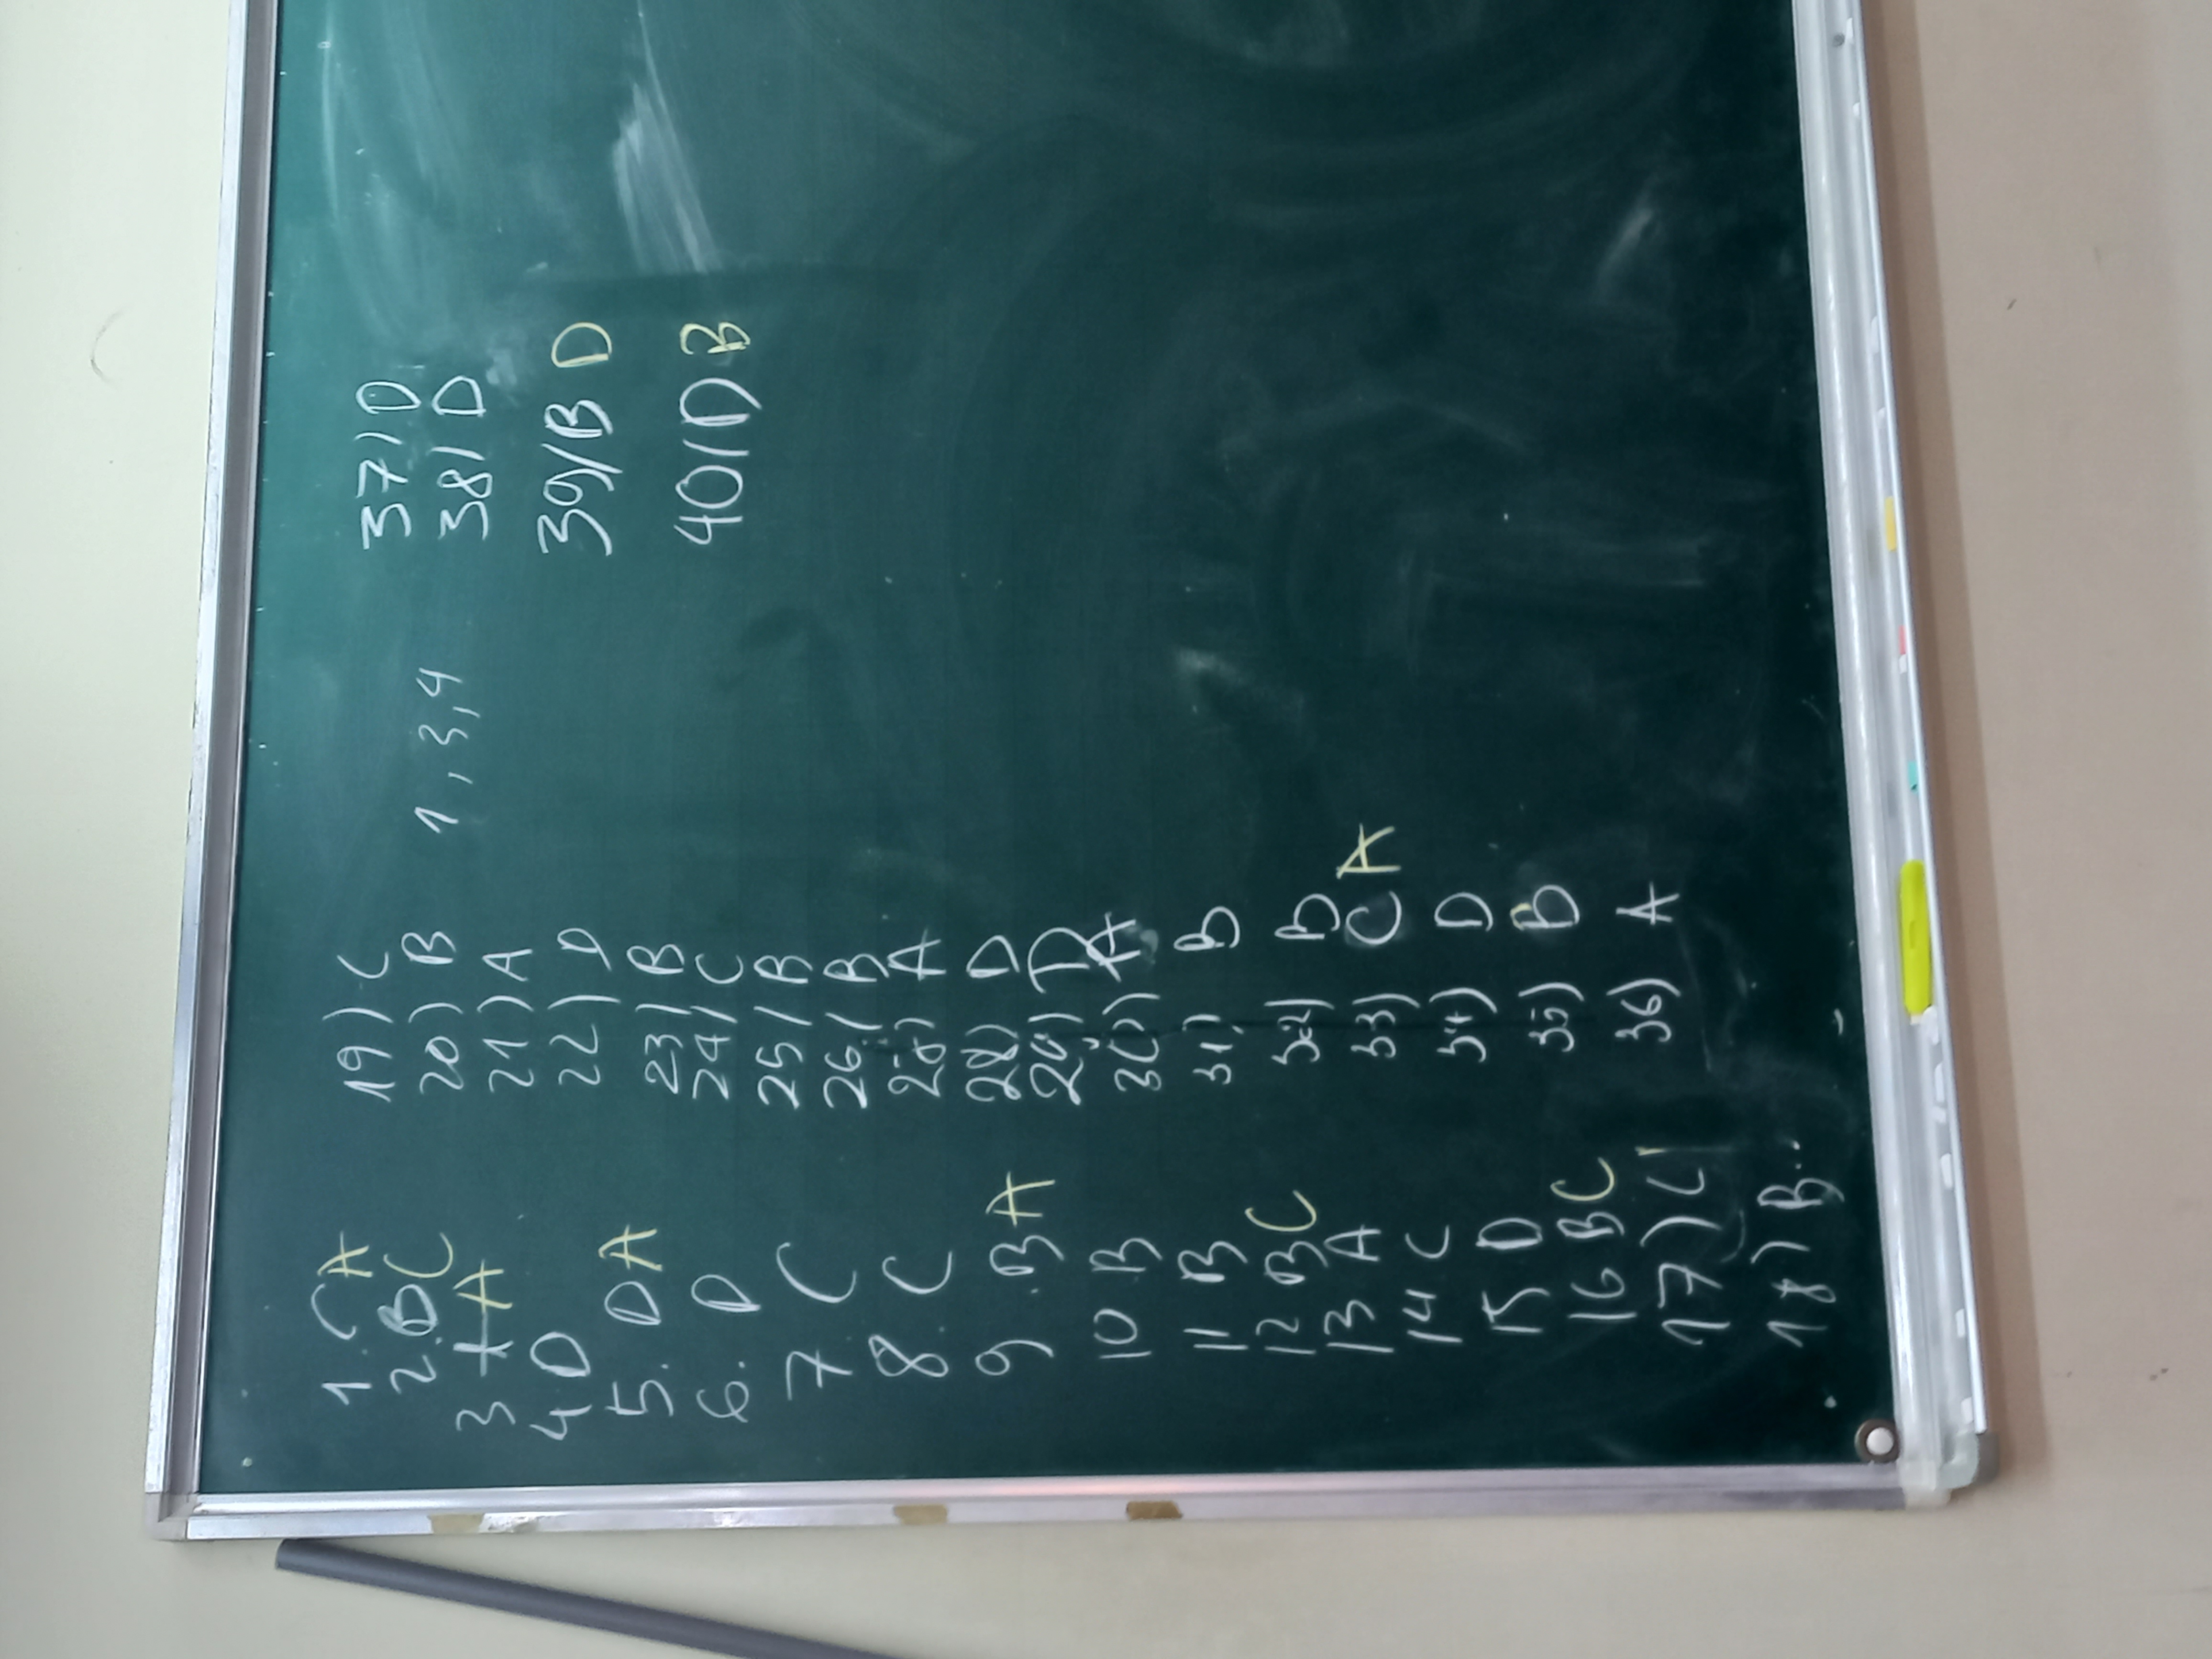 1. C A
2. B C
3 A
4 D
5. D A
6. D
7. C
8. C
9 .B A
10 B
11 B
12 B C
13 A
14 C
15 D
16 B C
17) C
18) B..
19) C
20) B 1,3,4
21) A
22) D
23/ B
24/ C
25/ B
26./ B
27) A
28) D
29) D
30) A
31) B
32) B
33) C A
34) D
35) B
36) A
37) D
38/ D
39/ B D
40/ D B